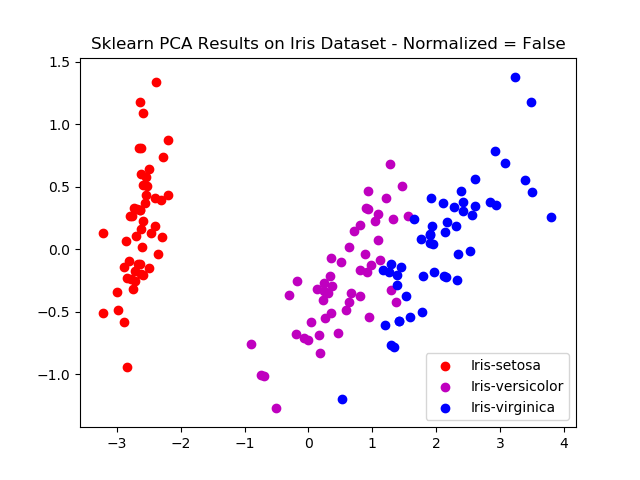 Sklearn PCA Results on Iris Dataset - Normalized = False
1.5
1.0
0.5
0.0
−0.5
−1.0
Iris-setosa
Iris-versicolor
Iris-virginica
−3 −2 −1 0 1 2 3 4